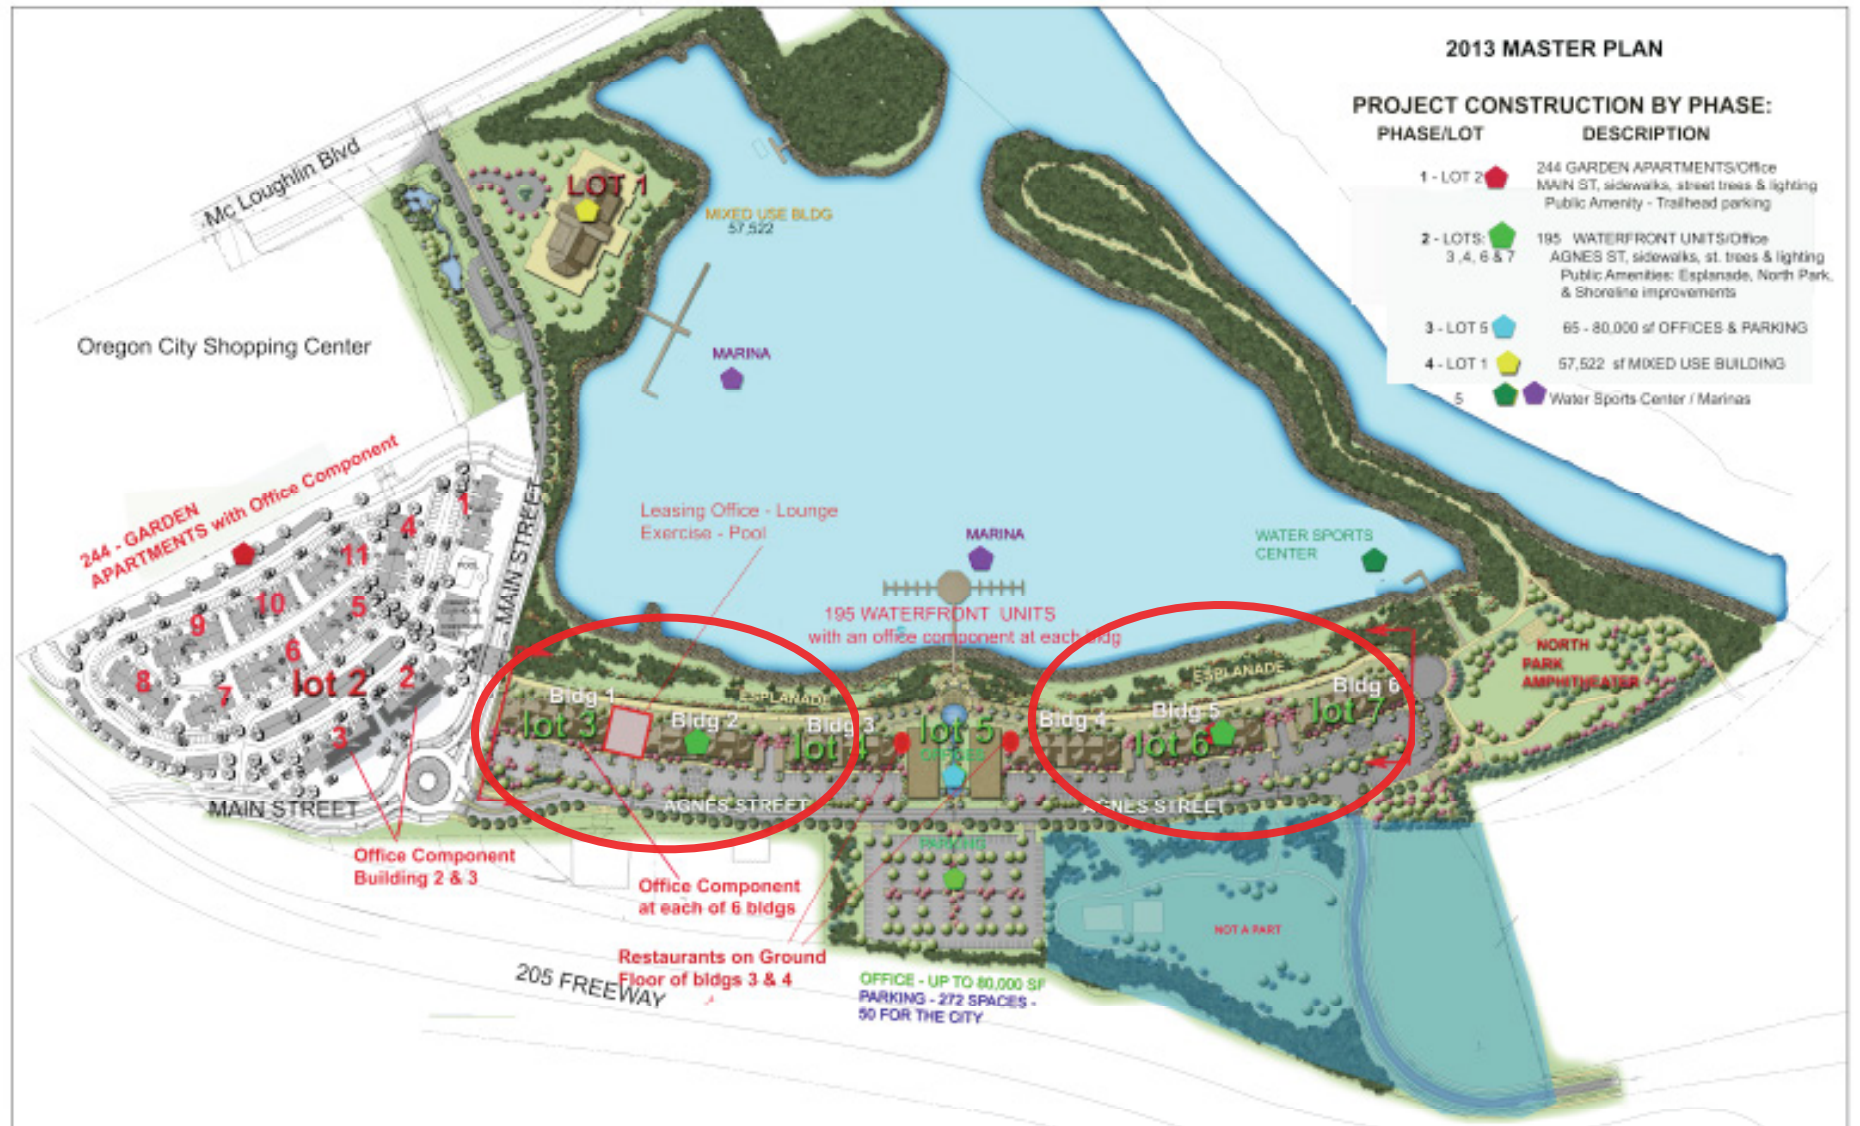 2013 MASTER PLAN
PROJECT CONSTRUCTION BY PHASE:
PHASE/LOT DESCRIPTION
1 - LOT 2 244 GARDEN APARTMENTS/Office
MAIN ST, sidewalks, street trees & lighting
Public Amenity - Trailhead parking
2 - LOTS: 195 WATERFRONT UNITS/Office
3 ,4, 6 & 7 AGNES ST, sidewalks, st. trees & lighting
Public Amenities: Esplanade, North Park,
& Shoreline improvements
3 - LOT 5 65 - 80,000 sf OFFICES & PARKING
4 - LOT 1 57,522 sf MIXED USE BUILDING
5 Water Sports Center / Marinas
Mc Loughlin Blvd
LOT 1
MIXED USE BLDG
57,522
Oregon City Shopping Center
MARINA
244 - GARDEN
APARTMENTS with Office Component
MAIN STREET
Leasing Office - Lounge
Exercise - Pool
MARINA
WATER SPORTS
CENTER
1
4
11
POOL
10
5
9
6
8
7
lot 2
2
3
195 WATERFRONT UNITS
with an office component at each bldg
NORTH
PARK
AMPHITHEATER
ESPLANADE
ESPLANADE
Bldg 1
lot 3
Bldg 2
Bldg 3
lot 4
lot 5
OFFICES
Bldg 4
Bldg 5
lot 6
Bldg 6
lot 7
MAIN STREET
AGNES STREET
AGNES STREET
PARKING
Office Component
Building 2 & 3
Office Component
at each of 6 bldgs
Restaurants on Ground
Floor of bldgs 3 & 4
205 FREEWAY
OFFICE - UP TO 80,000 SF
PARKING - 272 SPACES -
50 FOR THE CITY
NOT A PART